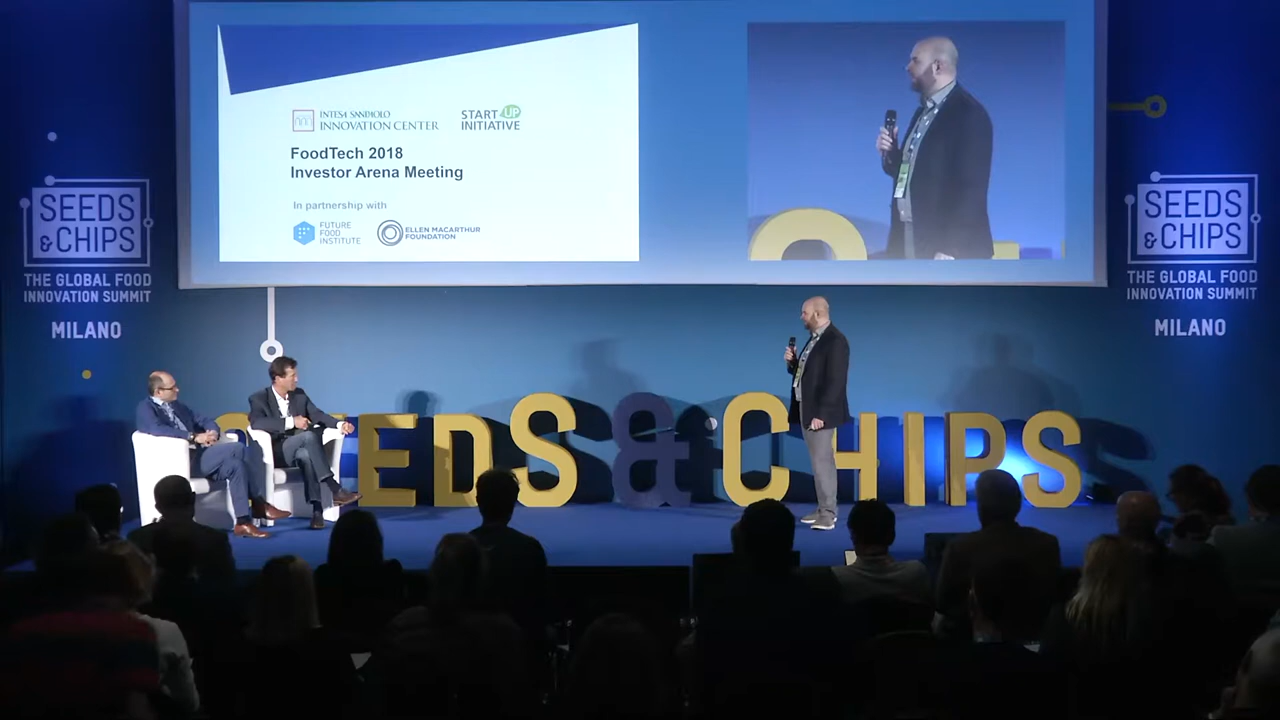 INTESA SANPAOLO
INNOVATION CENTER
START UP
INITIATIVE
FoodTech 2018
Investor Arena Meeting
In partnership with
FUTURE
FOOD
INSTITUTE
ELLEN MACARTHUR
FOUNDATION
SEEDS
&CHIPS
THE GLOBAL FOOD
INNOVATION SUMMIT
MILANO
SEEDS
&CHIPS
THE GLOBAL FOOD
INNOVATION SUMMIT
MILANO
SEEDS&CHIPS